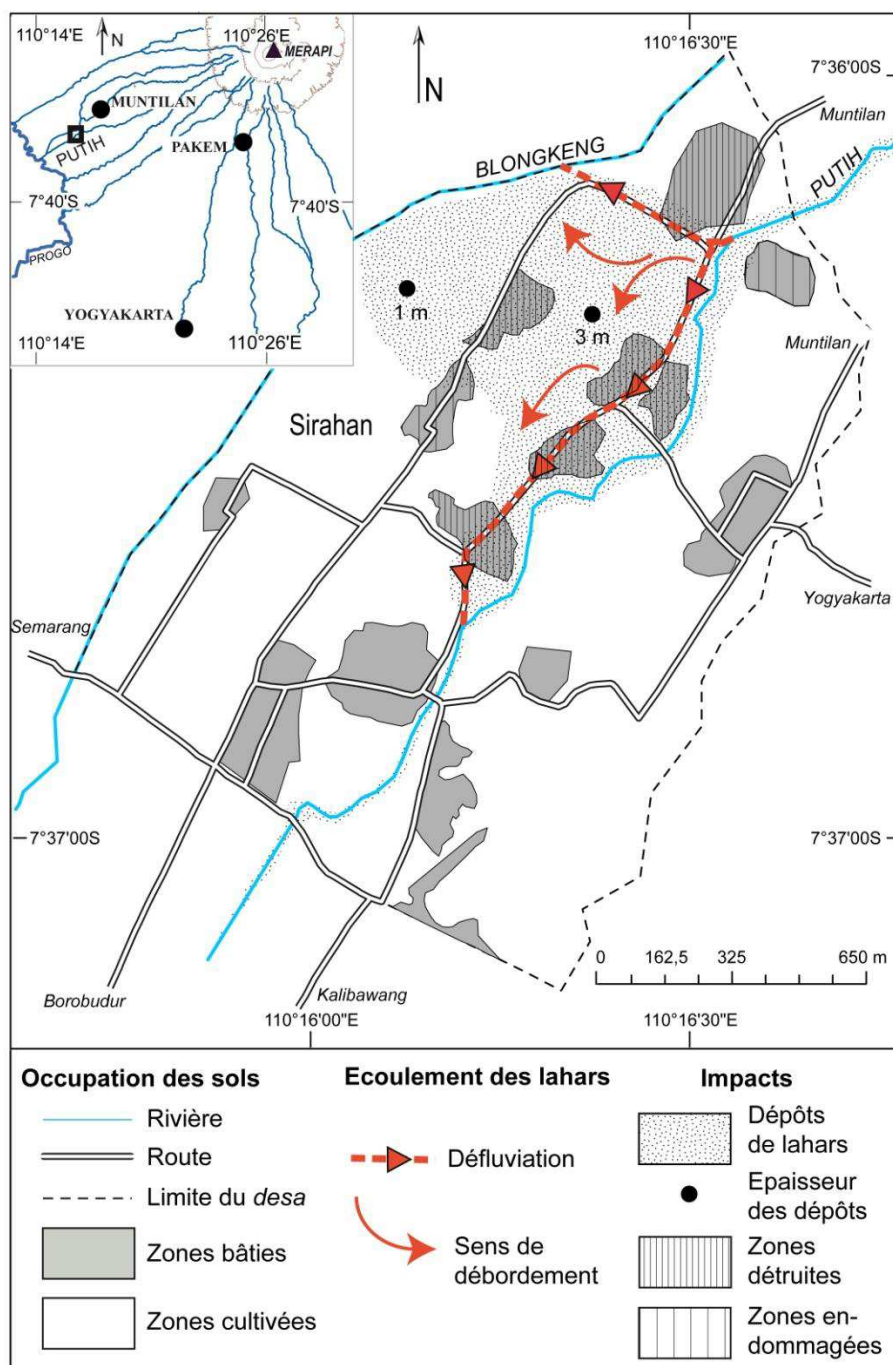 110°14'E
N
110°26'E
MERAPI
MUNTILAN
PUTIH
PAKEM
7°40'S
7°40'S
PROGO
YOGYAKARTA
110°14'E
110°26'E
N
110°16'30"E
7°36'00S
Muntilan
BLONGKENG
PUTIH
1 m
3 m
Muntilan
Sirahan
Semarang
Yogyakarta
7°37'00S
7°37'00S
0 162,5 325 650 m
Borobudur
Kalibawang
110°16'00"E
110°16'30"E
Occupation des sols
Rivière
Route
Limite du desa
Zones bâties
Zones cultivées
Ecoulement des lahars
Défluviation
Sens de
débordement
Impacts
Dépôts
de lahars
Epaisseur
des dépôts
Zones
détruites
Zones en-
dommagées